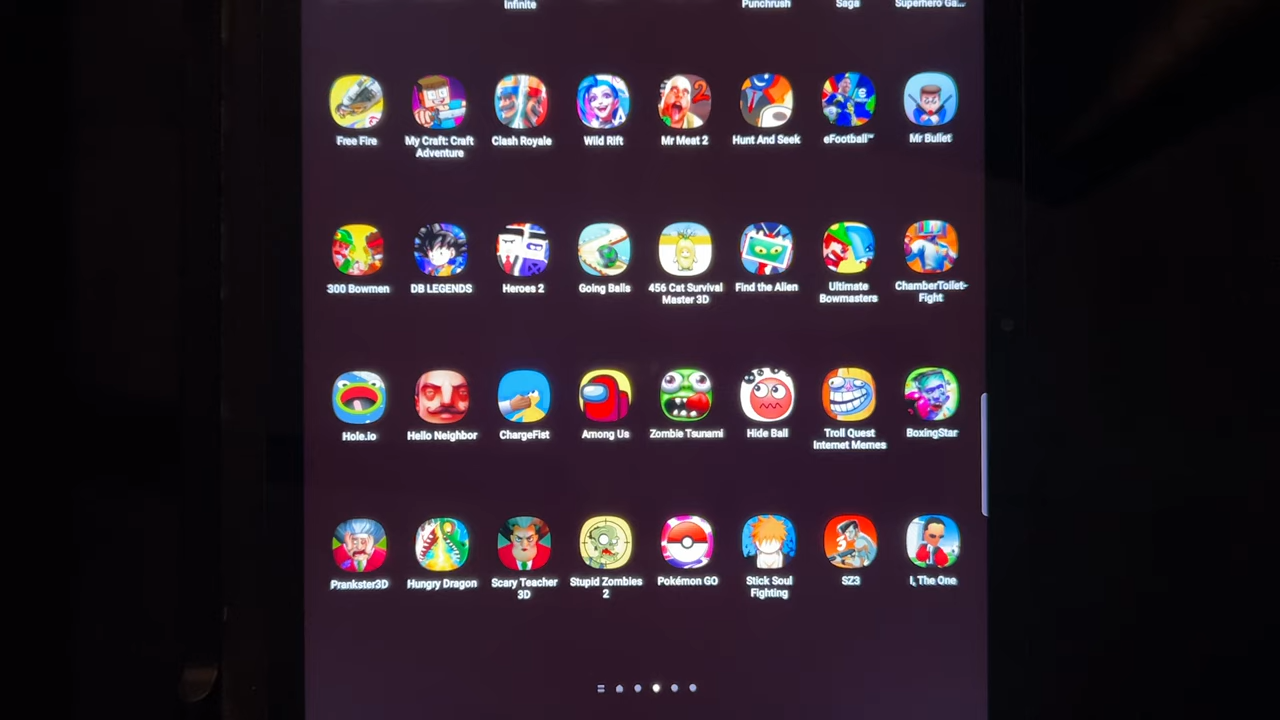 Infinite Punchrush Saga Superhero Ga...
Free Fire My Craft: Craft Clash Royale Wild Rift Mr Meat 2 Hunt And Seek eFootball™ Mr Bullet
Adventure
300 Bowmen DB LEGENDS Heroes 2 Going Balls 456 Cat Survival Find the Alien Ultimate ChamberToilet-
Master 3D Bowmasters Fight
Hole.io Hello Neighbor ChargeFist Among Us Zombie Tsunami Hide Ball Troll Quest BoxingStar
Internet Memes
Prankster3D Hungry Dragon Scary Teacher Stupid Zombies Pokémon GO Stick Soul SZ3 I, The One
3D 2 Fighting